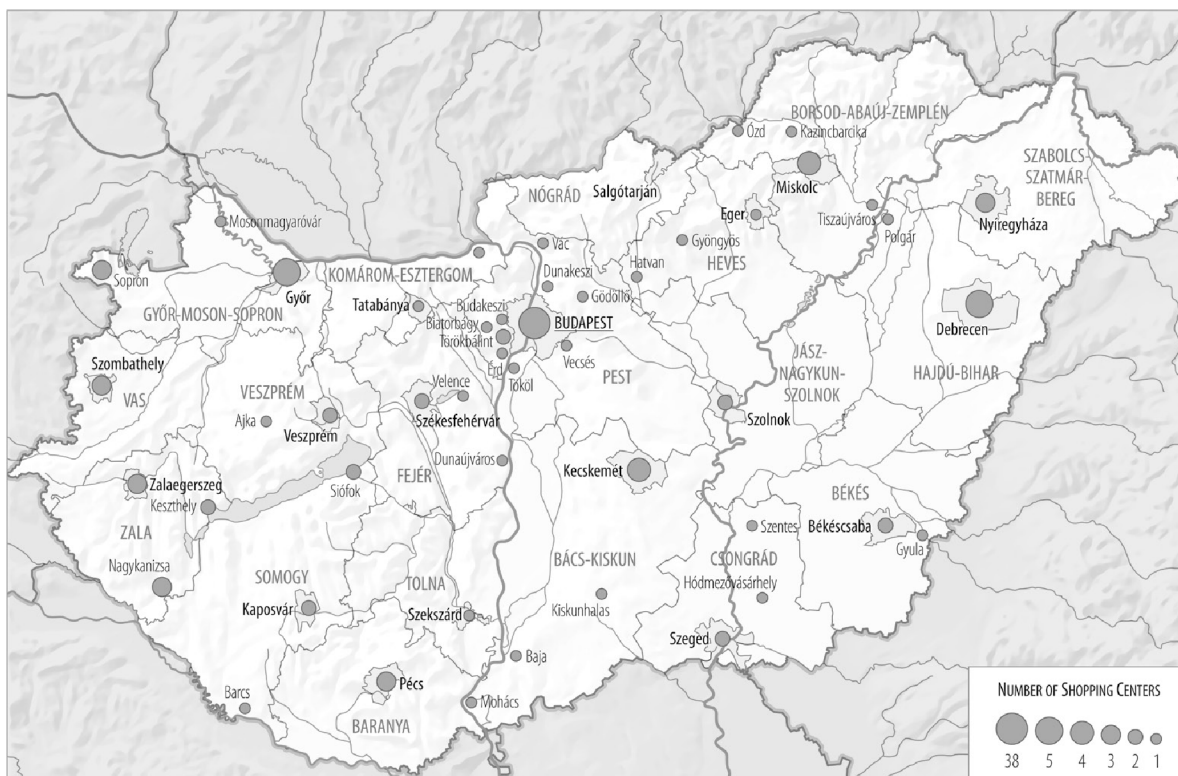 BORSOD-ABAÚJ-ZEMPLÉN
Ózd
Kazincbarcika
SZABOLCS-
SZATMÁR-
BEREG
Miskolc
NÓGRÁD
Salgótarján
Nyíregyháza
Eger
Tiszaújváros
Polgár
Mosonmagyaróvár
Vác
Gyöngyös
HEVES
Sopron
KOMÁROM-ESZTERGOM
Dunakeszi
Hatvan
Győr
Gödöllő
Tatabánya
Budakeszi
GYŐR-MOSON-SOPRON
Biatorbágy
BUDAPEST
Törökbálint
Debrecen
Vecsés
Érd
Tököl
PEST
JÁSZ-
NAGYKUN-
SZOLNOK
HAJDÚ-BIHAR
Szombathely
VAS
VESZPRÉM
Velence
Ajka
Veszprém
Székesfehérvár
Szolnok
Dunaújváros
Kecskemét
FEJÉR
Zalaegerszeg
Siófok
Keszthely
BÉKÉS
ZALA
Szentes
Békéscsaba
Gyula
CSONGRÁD
Nagykanizsa
BÁCS-KISKUN
SOMOGY
TOLNA
Hódmezővásárhely
Kaposvár
Szekszárd
Kiskunhalas
Szeged
Baja
Pécs
Barcs
Mohács
BARANYA
NUMBER OF SHOPPING CENTERS
38 5 4 3 2 1